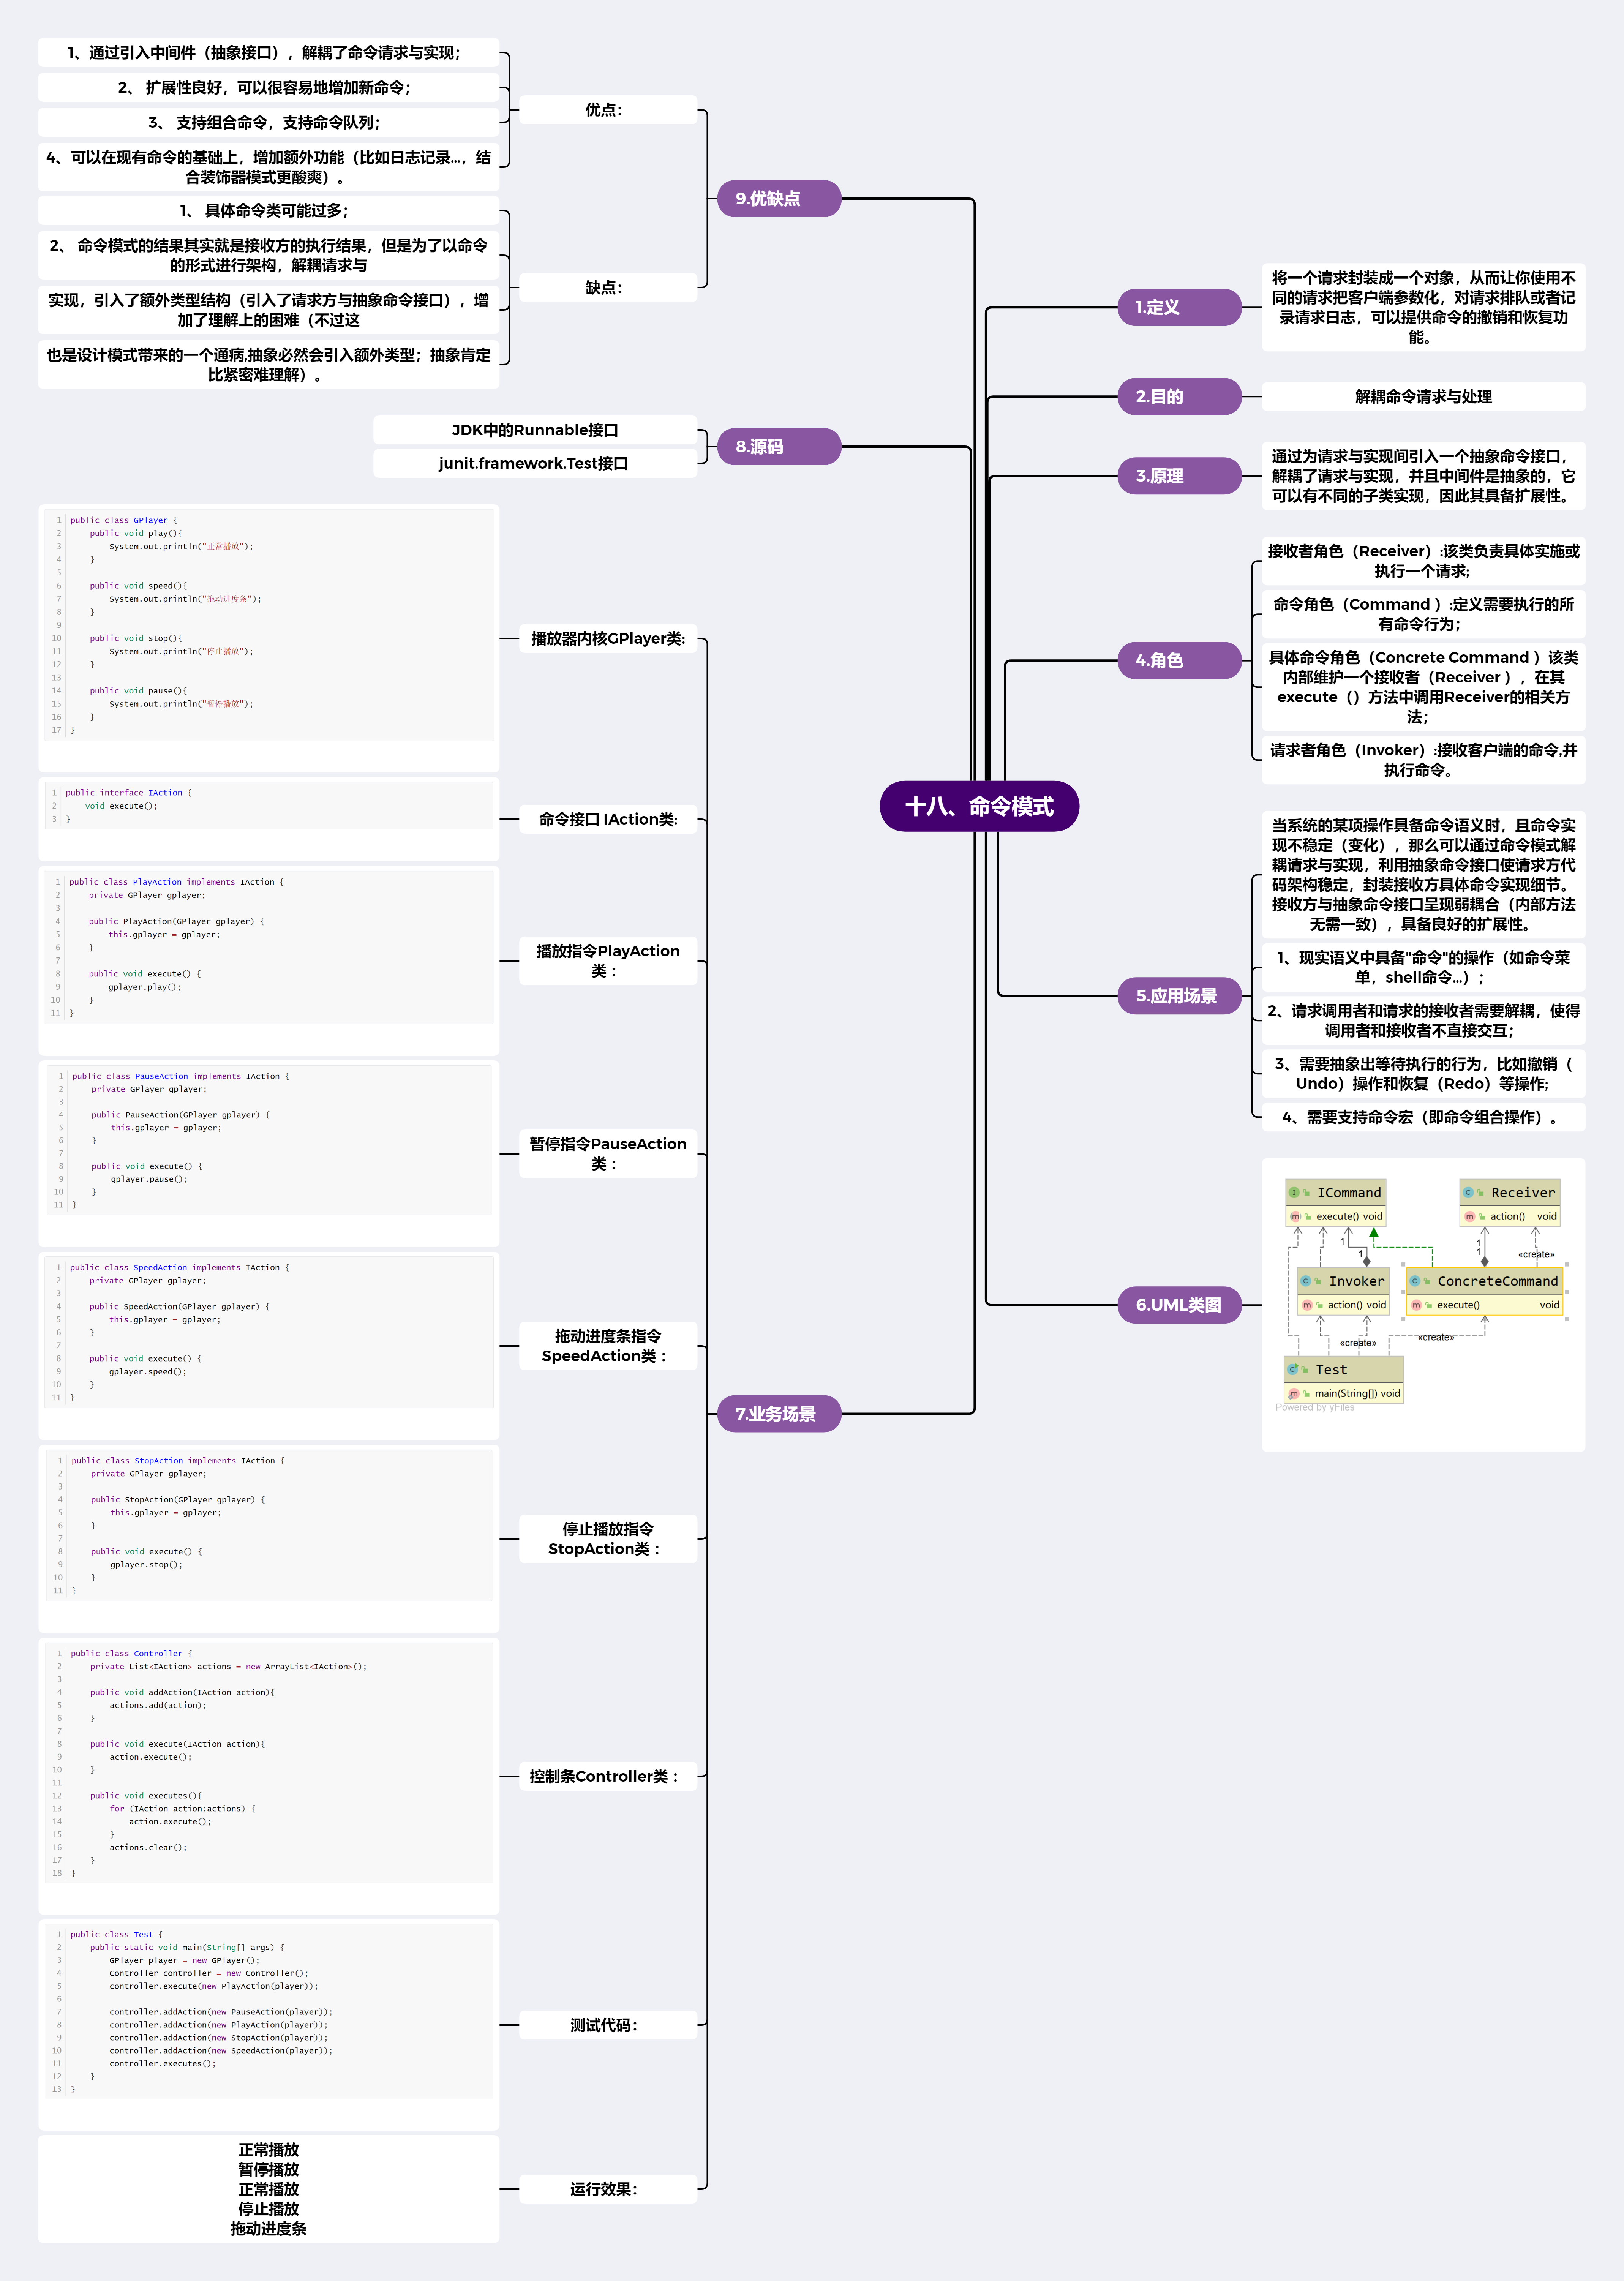 十八、命令模式
1.定义
将一个请求封装成一个对象，从而让你使用不
同的请求把客户端参数化，对请求排队或者记
录请求日志，可以提供命令的撤销和恢复功
能。
2.目的
解耦命令请求与处理
3.原理
通过为请求与实现间引入一个抽象命令接口，
解耦了请求与实现，并且中间件是抽象的，它
可以有不同的子类实现，因此其具备扩展性。
4.角色
接收者角色（Receiver）:该类负责具体实施或
执行一个请求;
命令角色（Command ）:定义需要执行的所
有命令行为；
具体命令角色（Concrete Command ）该类
内部维护一个接收者（Receiver ），在其
execute（）方法中调用Receiver的相关方
法；
请求者角色（Invoker）:接收客户端的命令,并
执行命令。
5.应用场景
当系统的某项操作具备命令语义时，且命令实
现不稳定（变化），那么可以通过命令模式解
耦请求与实现，利用抽象命令接口使请求方代
码架构稳定，封装接收方具体命令实现细节。
接收方与抽象命令接口呈现弱耦合（内部方法
无需一致），具备良好的扩展性。
1、现实语义中具备"命令"的操作（如命令菜
单，shell命令...）;
2、请求调用者和请求的接收者需要解耦，使得
调用者和接收者不直接交互；
3、需要抽象出等待执行的行为，比如撤销（
Undo）操作和恢复（Redo）等操作;
4、需要支持命令宏（即命令组合操作）。
6.UML类图
I ICommand
m execute() void
C Receiver
m action() void
1
1
1
1
«create»
C Invoker
m action() void
C ConcreteCommand
m execute() void
«create»
«create»
C Test
m main(String[]) void
Powered by yFiles
7.业务场景
播放器内核GPlayer类:
1 public class GPlayer {
2     public void play(){
3         System.out.println("正常播放");
4     }
5
6     public void speed(){
7         System.out.println("拖动进度条");
8     }
9
10     public void stop(){
11         System.out.println("停止播放");
12     }
13
14     public void pause(){
15         System.out.println("暂停播放");
16     }
17 }
命令接口 IAction类:
1 public interface IAction {
2     void execute();
3 }
播放指令PlayAction
类：
1 public class PlayAction implements IAction {
2     private GPlayer gplayer;
3
4     public PlayAction(GPlayer gplayer) {
5         this.gplayer = gplayer;
6     }
7
8     public void execute() {
9         gplayer.play();
10     }
11 }
暂停指令PauseAction
类：
1 public class PauseAction implements IAction {
2     private GPlayer gplayer;
3
4     public PauseAction(GPlayer gplayer) {
5         this.gplayer = gplayer;
6     }
7
8     public void execute() {
9         gplayer.pause();
10     }
11 }
拖动进度条指令
SpeedAction类：
1 public class SpeedAction implements IAction {
2     private GPlayer gplayer;
3
4     public SpeedAction(GPlayer gplayer) {
5         this.gplayer = gplayer;
6     }
7
8     public void execute() {
9         gplayer.speed();
10     }
11 }
停止播放指令
StopAction类：
1 public class StopAction implements IAction {
2     private GPlayer gplayer;
3
4     public StopAction(GPlayer gplayer) {
5         this.gplayer = gplayer;
6     }
7
8     public void execute() {
9         gplayer.stop();
10     }
11 }
控制条Controller类：
1 public class Controller {
2     private List<IAction> actions = new ArrayList<IAction>();
3
4     public void addAction(IAction action){
5         actions.add(action);
6     }
7
8     public void execute(IAction action){
9         action.execute();
10     }
11
12     public void executes(){
13         for (IAction action:actions) {
14             action.execute();
15         }
16         actions.clear();
17     }
18 }
测试代码：
1 public class Test {
2     public static void main(String[] args) {
3         GPlayer player = new GPlayer();
4         Controller controller = new Controller();
5         controller.execute(new PlayAction(player));
6
7         controller.addAction(new PauseAction(player));
8         controller.addAction(new PlayAction(player));
9         controller.addAction(new StopAction(player));
10         controller.addAction(new SpeedAction(player));
11         controller.executes();
12     }
13 }
运行效果：
正常播放
暂停播放
正常播放
停止播放
拖动进度条
8.源码
JDK中的Runnable接口
junit.framework.Test接口
9.优缺点
优点：
1、通过引入中间件（抽象接口），解耦了命令请求与实现；
2、 扩展性良好，可以很容易地增加新命令；
3、 支持组合命令，支持命令队列；
4、可以在现有命令的基础上，增加额外功能（比如日志记录...，结
合装饰器模式更酸爽）。
缺点：
1、 具体命令类可能过多；
2、 命令模式的结果其实就是接收方的执行结果，但是为了以命令
的形式进行架构，解耦请求与
实现，引入了额外类型结构（引入了请求方与抽象命令接口），增
加了理解上的困难（不过这
也是设计模式带来的一个通病,抽象必然会引入额外类型；抽象肯定
比紧密难理解）。